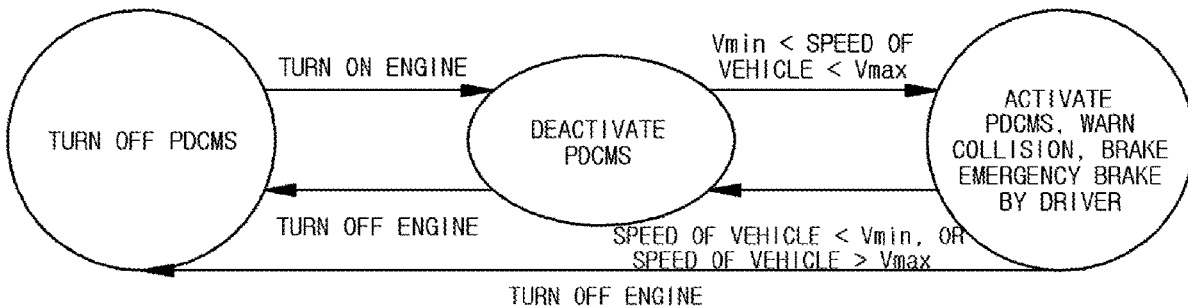 TURN OFF PDCMS
TURN ON ENGINE
TURN OFF ENGINE
DEACTIVATE
PDCMS
Vmin < SPEED OF
VEHICLE < Vmax
SPEED OF VEHICLE < Vmin, OR
SPEED OF VEHICLE > Vmax
ACTIVATE
PDCMS, WARN
COLLISION, BRAKE
EMERGENCY BRAKE
BY DRIVER
TURN OFF ENGINE